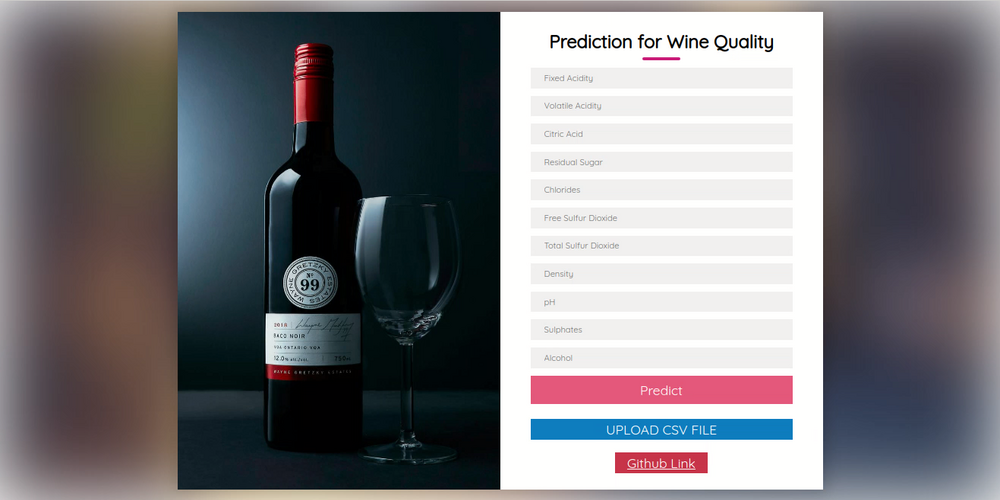 WAYNE GRETZKY ESTATES
Nº
99
2018
BACO NOIR
VQA ONTARIO VQA
12.0% alc./vol.
750
WAYNE GRETZKY ESTATES
Prediction for Wine Quality
Fixed Acidity
Volatile Acidity
Citric Acid
Residual Sugar
Chlorides
Free Sulfur Dioxide
Total Sulfur Dioxide
Density
pH
Sulphates
Alcohol
Predict
UPLOAD CSV FILE
Github Link